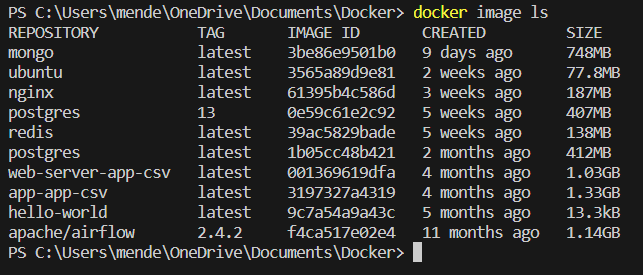 PS C:\Users\mende\OneDrive\Documents\Docker> docker image ls
REPOSITORY TAG IMAGE ID CREATED SIZE
mongo latest 3be86e9501b0 9 days ago 748MB
ubuntu latest 3565a89d9e81 2 weeks ago 77.8MB
nginx latest 61395b4c586d 3 weeks ago 187MB
postgres 13 0e59c61e2c92 5 weeks ago 407MB
redis latest 39ac5829bade 5 weeks ago 138MB
postgres latest 1b05cc48b421 2 months ago 412MB
web-server-app-csv latest 001369619dfa 4 months ago 1.03GB
app-app-csv latest 3197327a4319 4 months ago 1.33GB
hello-world latest 9c7a54a9a43c 5 months ago 13.3kB
apache/airflow 2.4.2 f4ca517e02e4 11 months ago 1.14GB
PS C:\Users\mende\OneDrive\Documents\Docker>